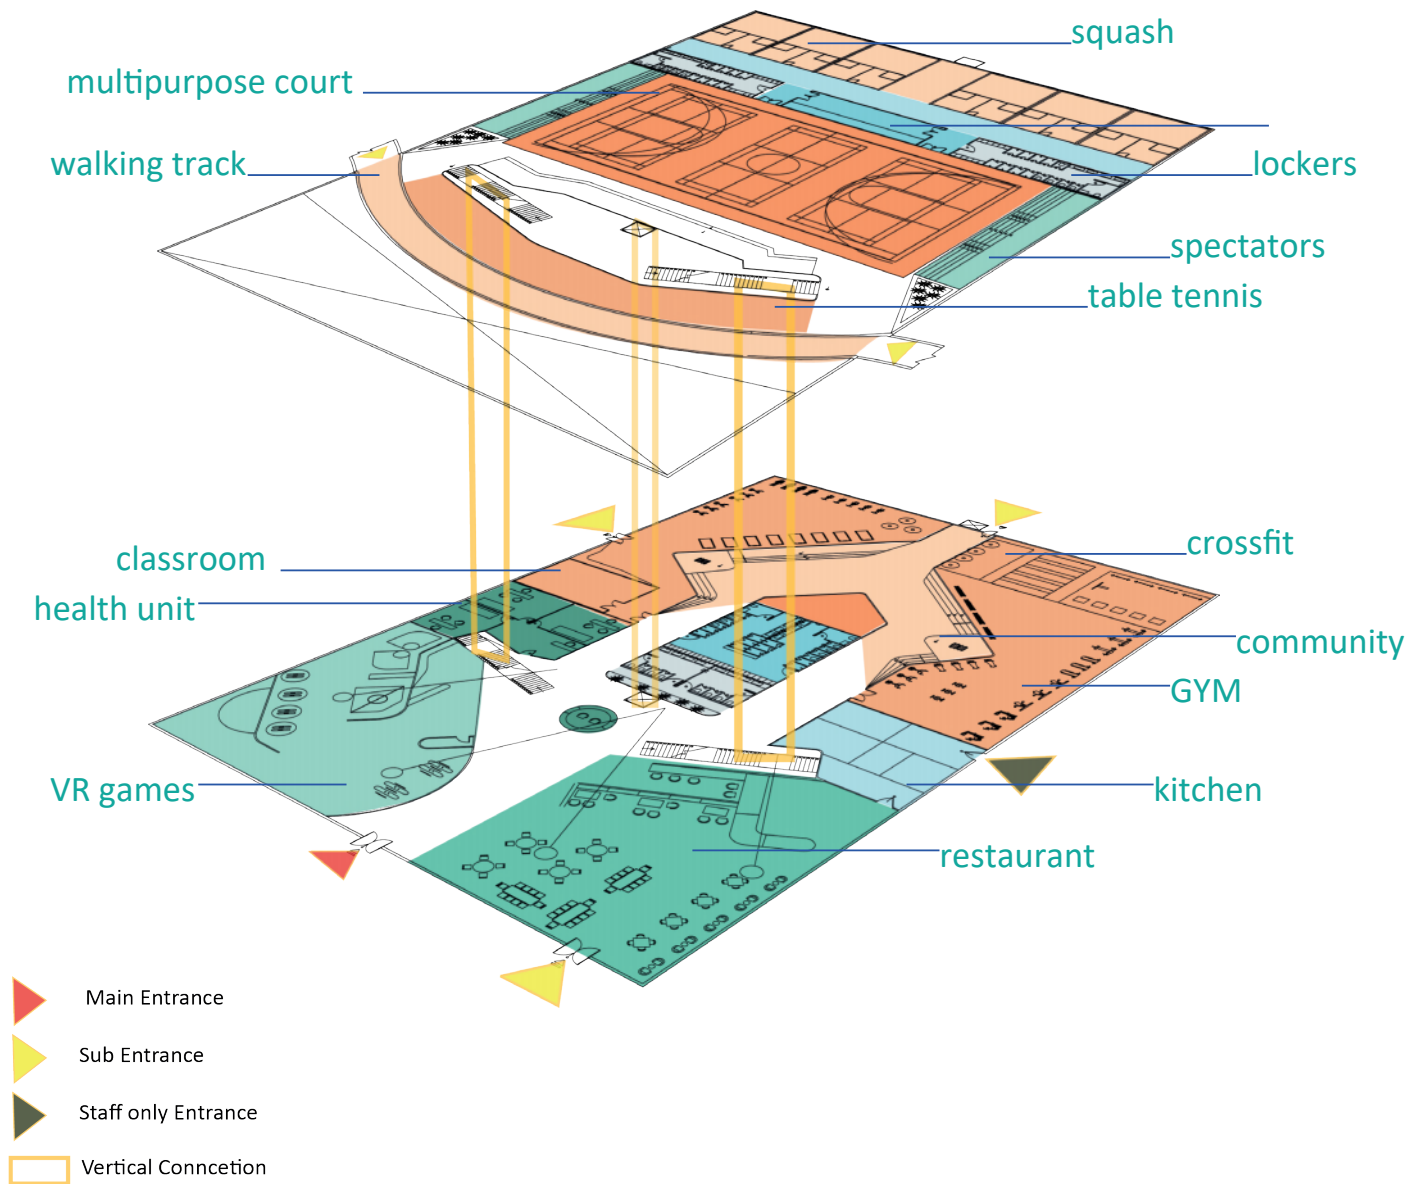 squash
multipurpose court
walking track
lockers
spectators
table tennis
classroom
crossfit
health unit
community
GYM
VR games
kitchen
restaurant
Main Entrance
Sub Entrance
Staff only Entrance
Vertical Conncetion